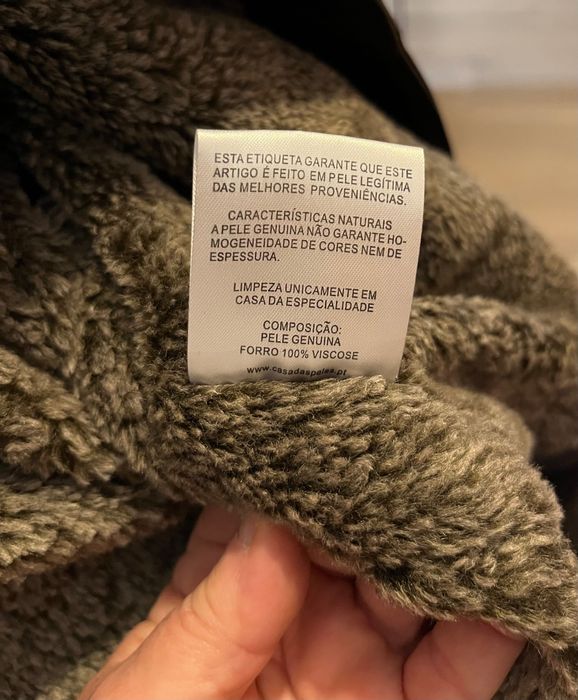 ESTA ETIQUETA GARANTE QUE ESTE
ARTIGO É FEITO EM PELE LEGÍTIMA
DAS MELHORES PROVENIÊNCIAS.
CARACTERÍSTICAS NATURAIS
A PELE GENUINA NÃO GARANTE HO-
MOGENEIDADE DE CORES NEM DE
ESPESSURA.
LIMPEZA UNICAMENTE EM
CASA DA ESPECIALIDADE
COMPOSIÇÃO:
PELE GENUINA
FORRO 100% VISCOSE
www.casadaspeles.pt